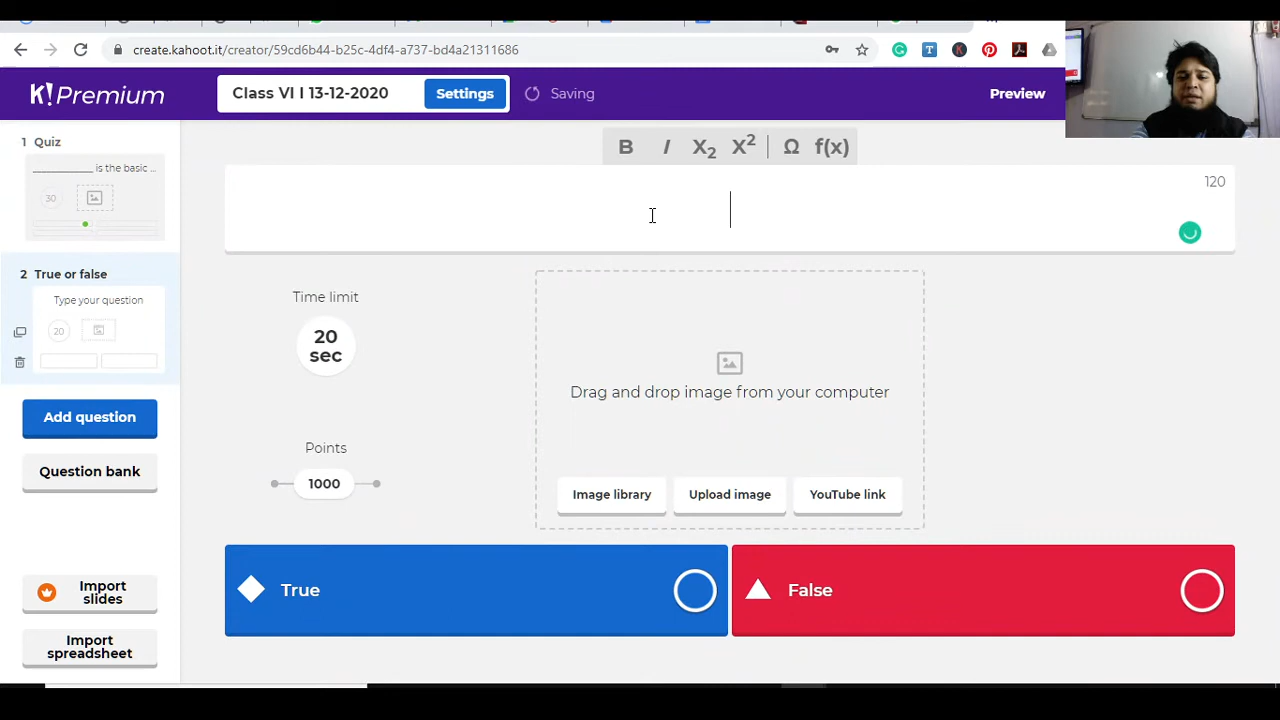 create.kahoot.it/creator/59cd6b44-b25c-4df4-a737-bd4a21311686
K!Premium
Class VI I 13-12-2020
Settings
Saving
Preview
1 Quiz
____________ is the basic ...
30
2 True or false
Type your question
20
Add question
Question bank
Import slides
Import spreadsheet
B I X2 X2 Ω f(x)
120
Time limit
20
sec
Points
1000
Drag and drop image from your computer
Image library
Upload image
YouTube link
True
False